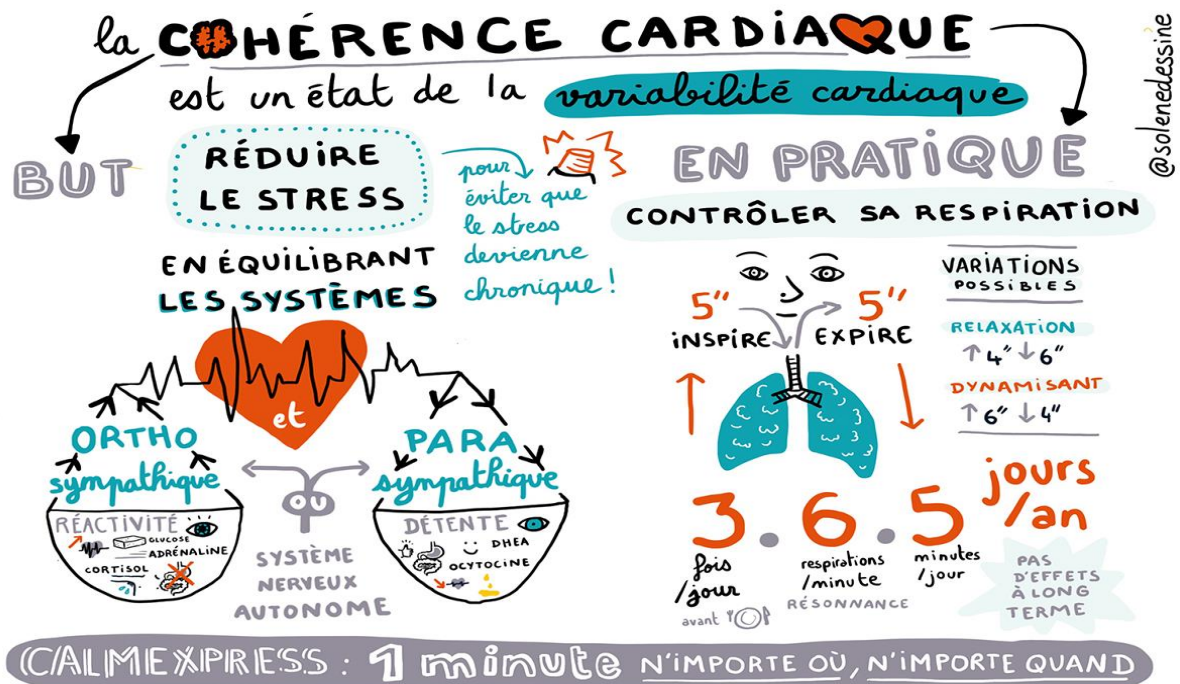 la COHÉRENCE CARDIAQUE
est un état de la variabilité cardiaque
@solenedessine
BUT
RÉDUIRE
LE STRESS
pour
éviter que
le stress
devienne
chronique !
EN ÉQUILIBRANT
LES SYSTÈMES
et
ORTHO
sympathique
PARA
sympathique
OU
RÉACTIVITÉ
GLUCOSE
ADRÉNALINE
CORTISOL
SYSTÈME
NERVEUX
AUTONOME
DÉTENTE
DHEA
OCYTOCINE
EN PRATIQUE
CONTRÔLER SA RESPIRATION
5"
INSPIRE
5"
EXPIRE
VARIATIONS
POSSIBLES
RELAXATION
↑ 4" ↓ 6"
DYNAMISANT
↑ 6" ↓ 4"
3.6.5 jours
/an
fois
/jour
avant
respirations
/minute
RÉSONNANCE
minutes
/jour
PAS
D'EFFETS
À LONG
TERME
CALMEXPRESS : 1 minute N'IMPORTE OÙ, N'IMPORTE QUAND